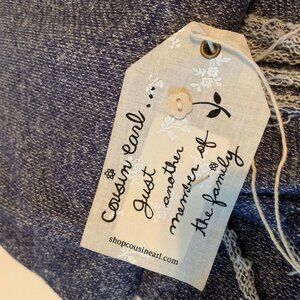 cousin earl...
Just
another
member of
the family
shopcousinearl.com